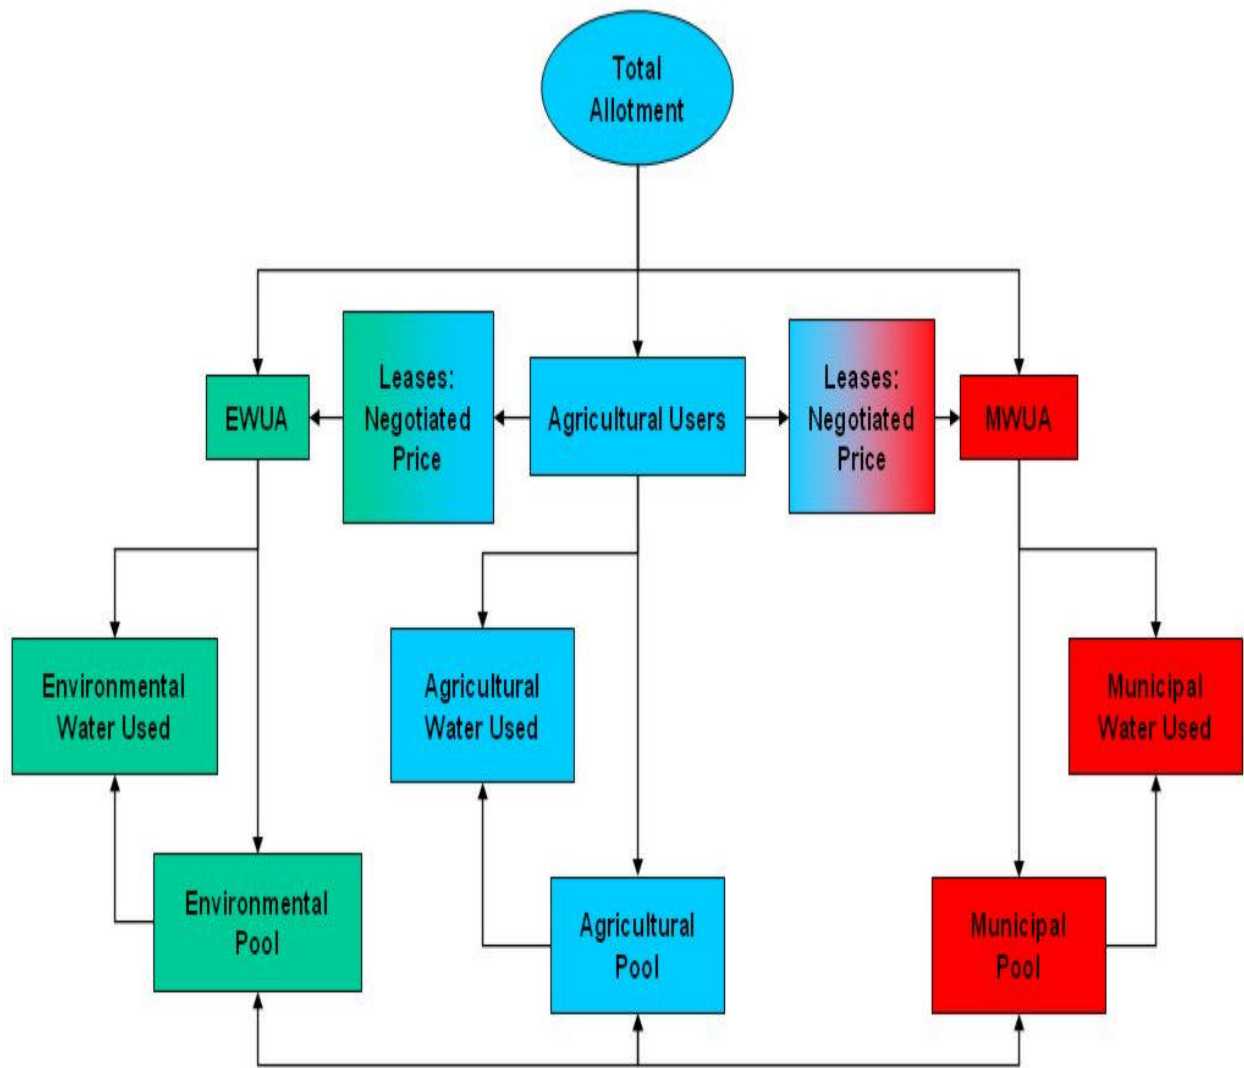 Total
Allotment
EWUA
Leases:
Negotiated
Price
Agricultural Users
Leases:
Negotiated
Price
MWUA
Environmental
Water Used
Agricultural
Water Used
Municipal
Water Used
Environmental
Pool
Agricultural
Pool
Municipal
Pool